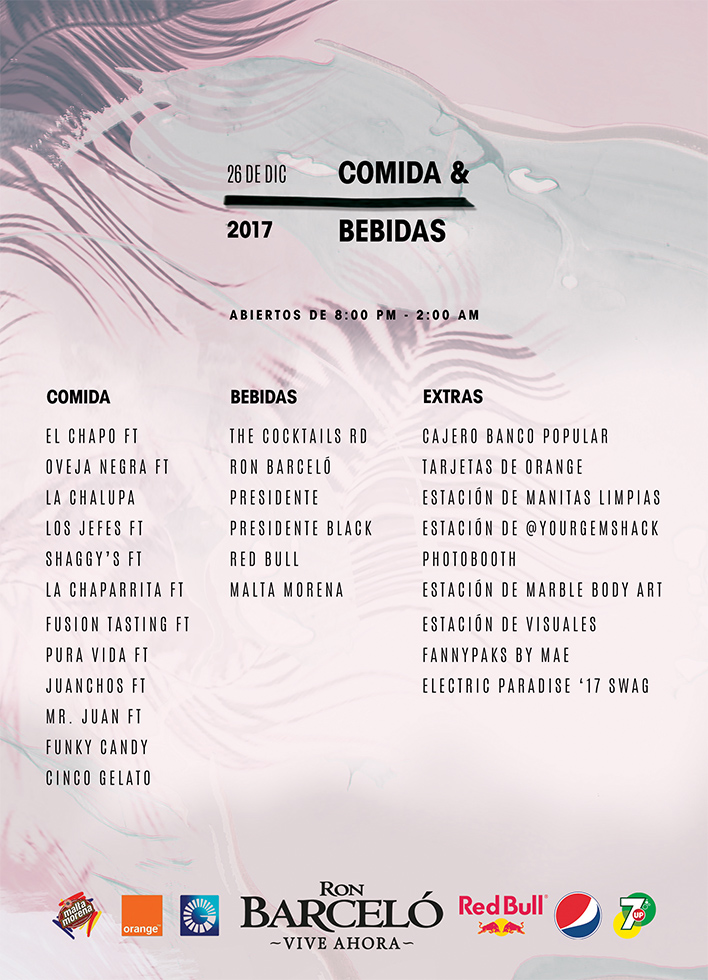 26 DE DIC
COMIDA &
2017
BEBIDAS
ABIERTOS DE 8:00 PM - 2:00 AM
COMIDA
EL CHAPO FT
OVEJA NEGRA FT
LA CHALUPA
LOS JEFES FT
SHAGGY'S FT
LA CHAPARRITA FT
FUSION TASTING FT
PURA VIDA FT
JUANCHOS FT
MR. JUAN FT
FUNKY CANDY
CINCO GELATO
BEBIDAS
THE COCKTAILS RD
RON BARCELÓ
PRESIDENTE
PRESIDENTE BLACK
RED BULL
MALTA MORENA
EXTRAS
CAJERO BANCO POPULAR
TARJETAS DE ORANGE
ESTACIÓN DE MANITAS LIMPIAS
ESTACIÓN DE @YOURGEMSHACK
PHOTOBOOTH
ESTACIÓN DE MARBLE BODY ART
ESTACIÓN DE VISUALES
FANNYPAKS BY MAE
ELECTRIC PARADISE ‘17 SWAG
malta
morena
orange™
RON
BARCELÓ
~VIVE AHORA~
Red Bull®
7UP